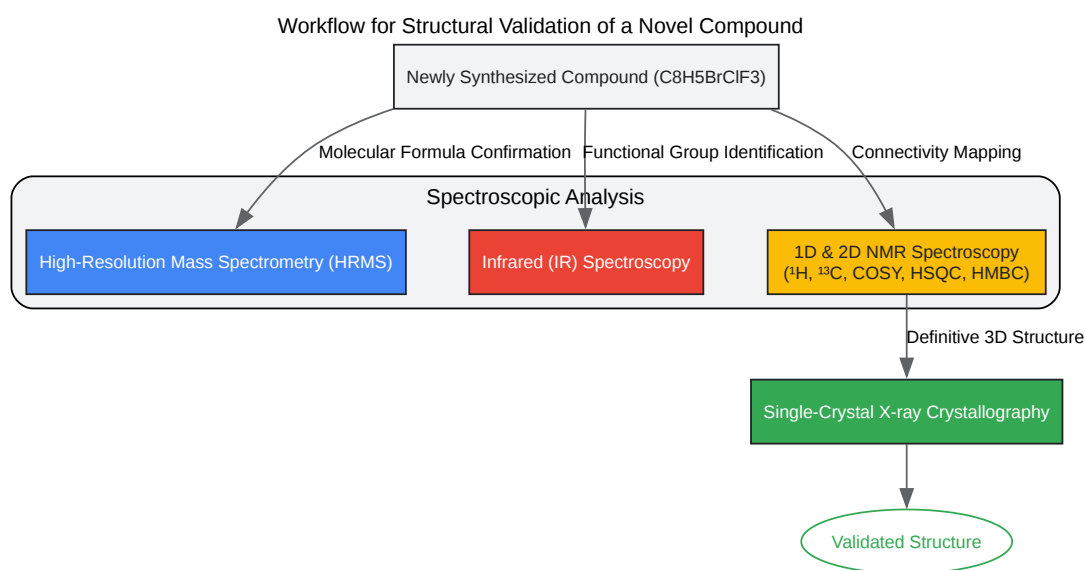 Workflow for Structural Validation of a Novel Compound
Newly Synthesized Compound (C8H5BrClF3)
Molecular Formula Confirmation
Functional Group Identification
Connectivity Mapping
Spectroscopic Analysis
High-Resolution Mass Spectrometry (HRMS)
Infrared (IR) Spectroscopy
1D & 2D NMR Spectroscopy
(¹H, ¹³C, COSY, HSQC, HMBC)
Definitive 3D Structure
Single-Crystal X-ray Crystallography
Validated Structure